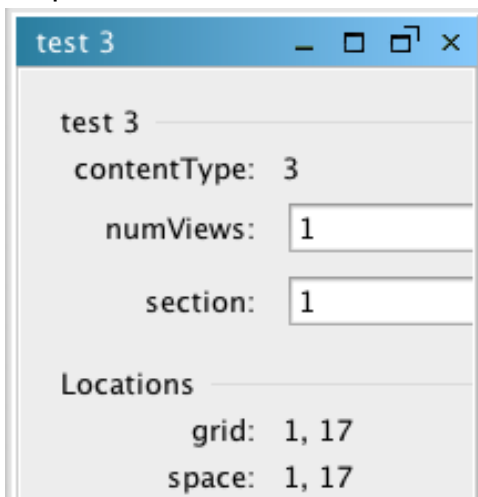 test 3
test 3
contentType: 3
numViews: 1
section: 1
Locations
grid: 1, 17
space: 1, 17